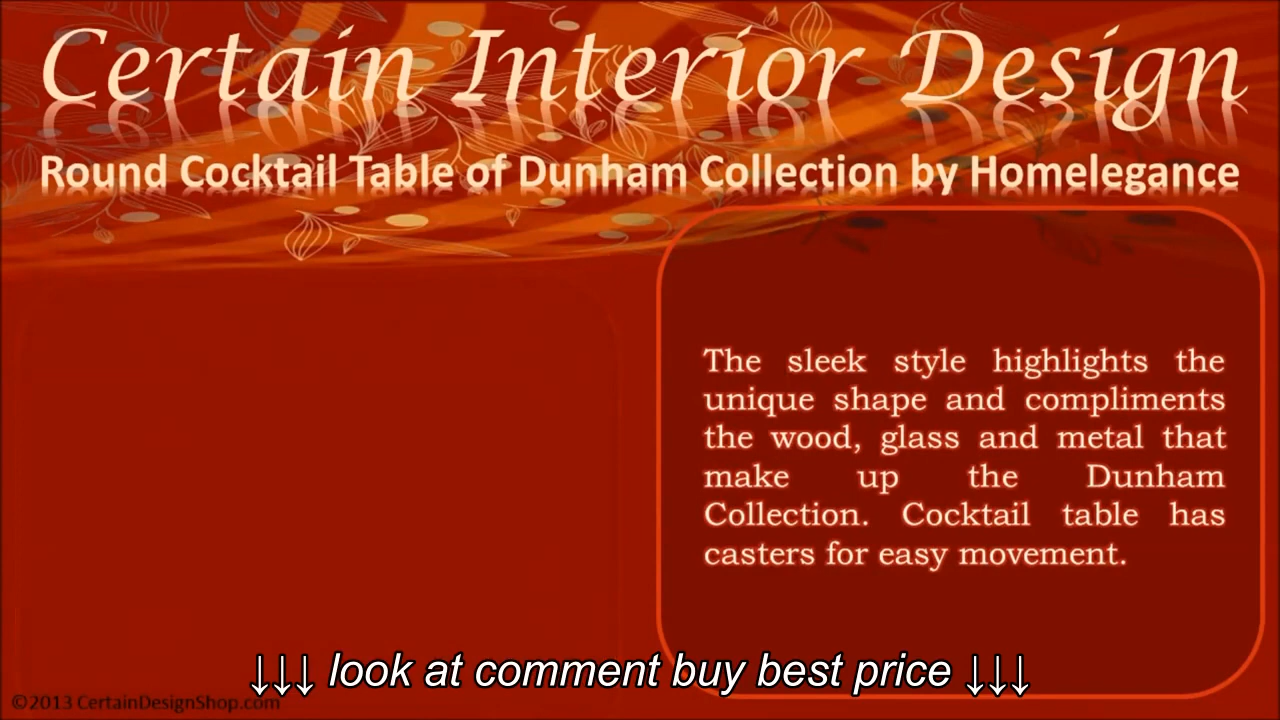 Certain Interior Design
Round Cocktail Table of Dunham Collection by Homelegance
The sleek style highlights the
unique shape and compliments
the wood, glass and metal that
make up the Dunham
Collection. Cocktail table has
casters for easy movement.
↓↓↓ look at comment buy best price ↓↓↓
©2013 CertainDesignShop.com